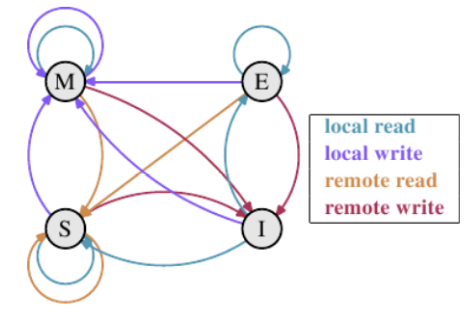 M
E
local read
local write
remote read
remote write
S
I